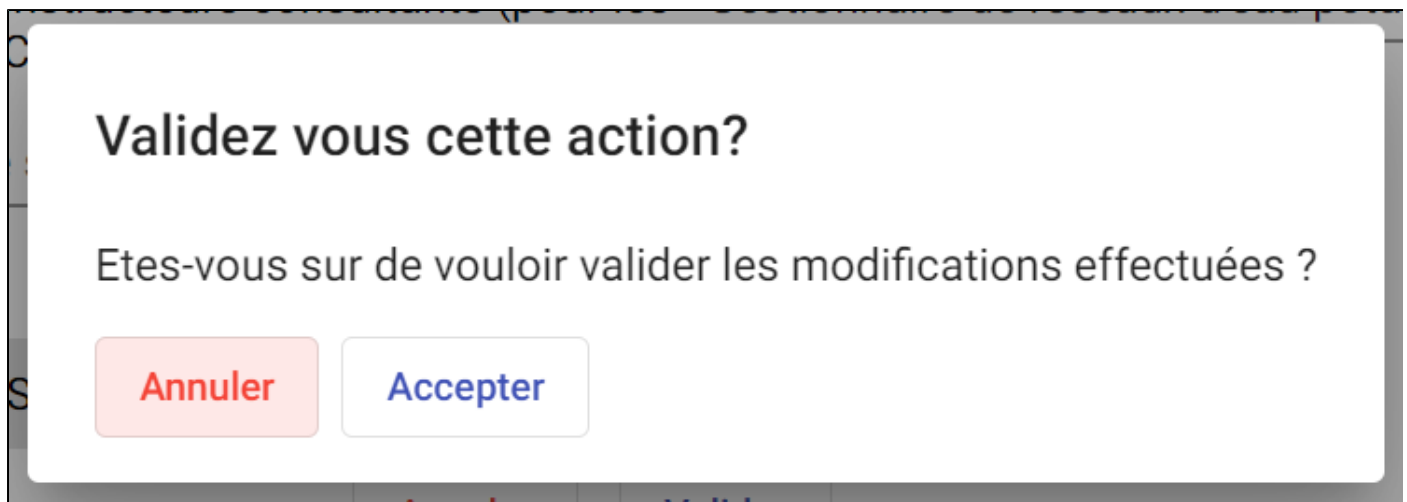 Validez vous cette action?
Etes-vous sur de vouloir valider les modifications effectuées ?
Annuler
Accepter